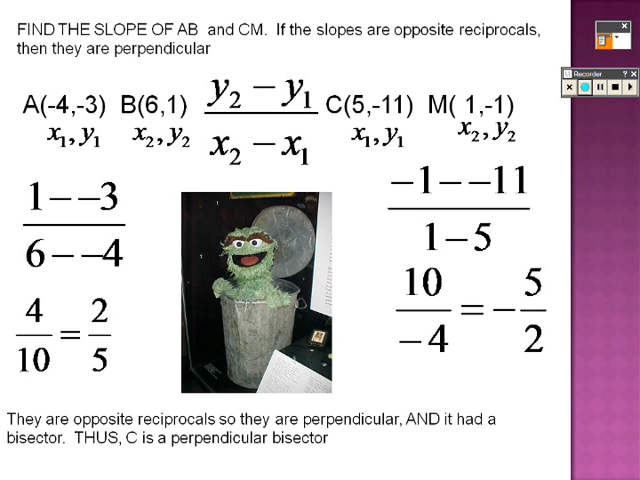 FIND THE SLOPE OF AB and CM. If the slopes are opposite reciprocals,
then they are perpendicular
A(-4,-3) B(6,1) y₂ − y₁ / x₂ − x₁ C(5,-11) M( 1,-1)
x₁, y₁ x₂, y₂ x₁, y₁ x₂, y₂
1 − −3 / 6 − −4
−1 − −11 / 1 − 5
4 / 10 = 2 / 5
10 / −4 = − 5 / 2
They are opposite reciprocals so they are perpendicular, AND it had a
bisector. THUS, C is a perpendicular bisector
Recorder